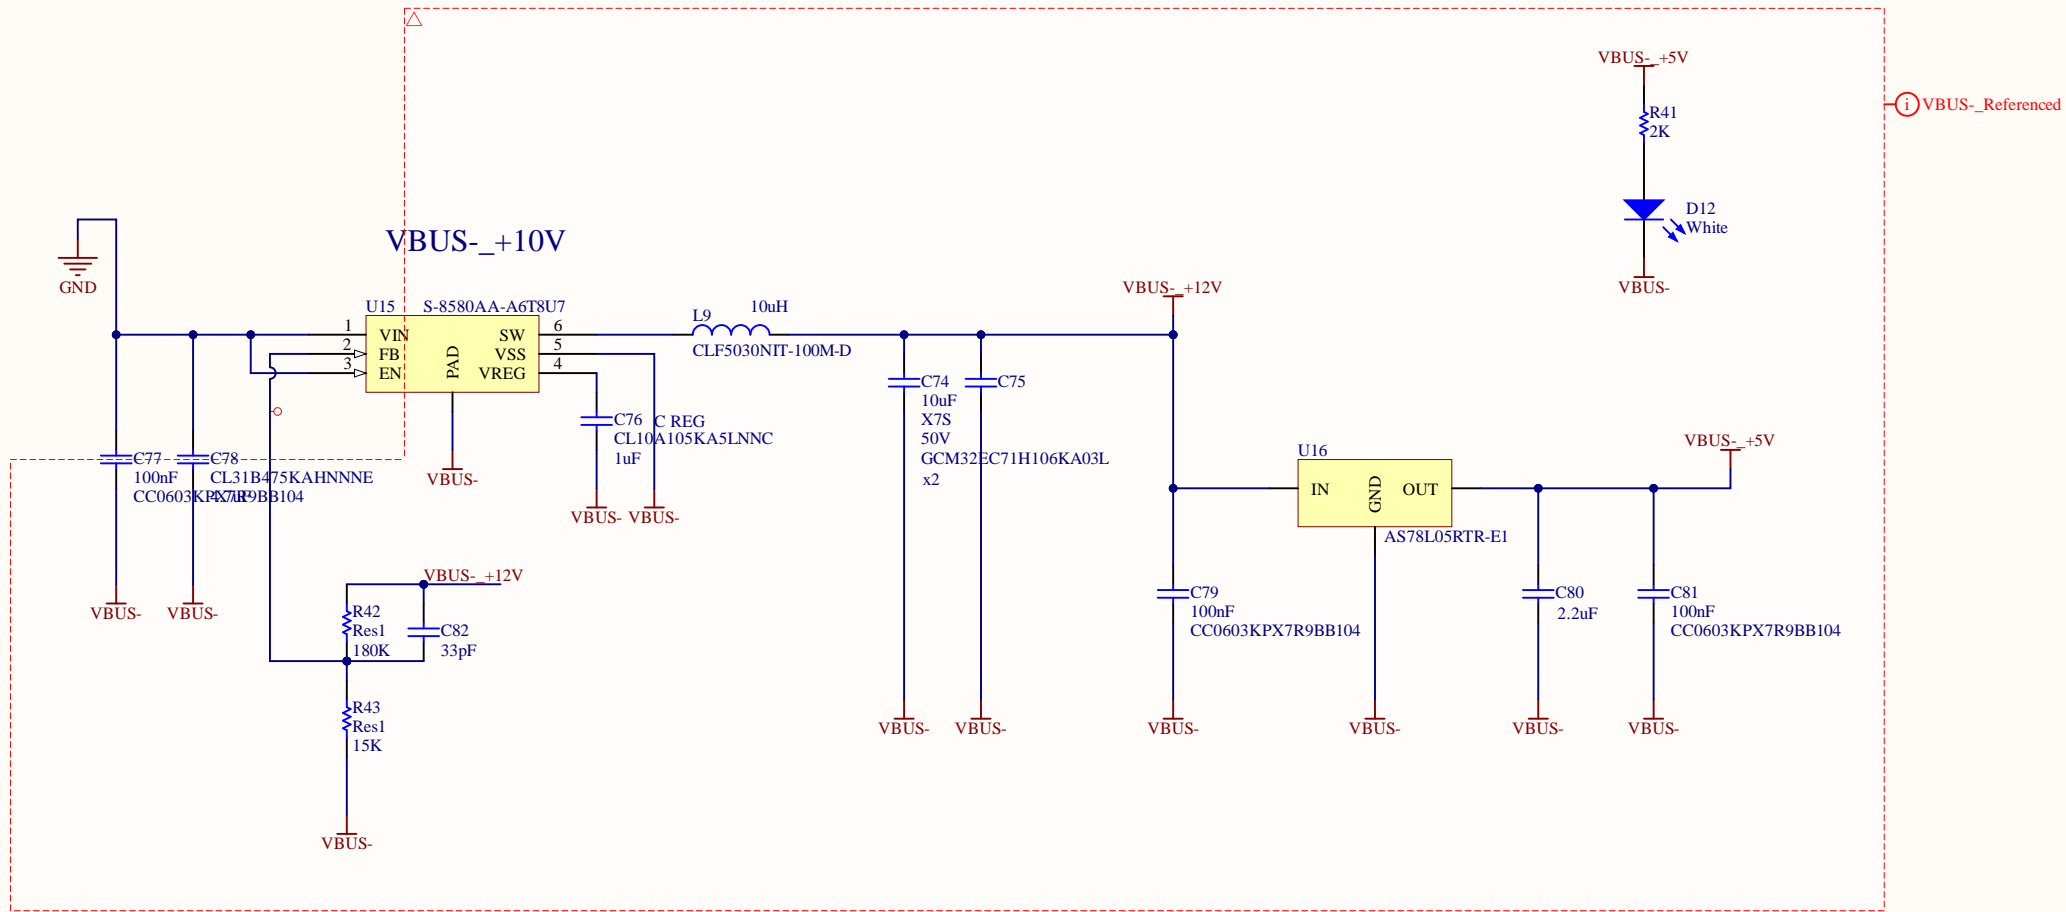 VBUS-_+5V
R41
2K
D12
White
VBUS-
i VBUS-_Referenced
VBUS-_+10V
GND
U15
S-8580AA-A6T8U7
1 VIN
2 FB
3 EN
PAD
SW 6
VSS 5
VREG 4
VBUS-
L9
10uH
CLF5030NIT-100M-D
VBUS-_+12V
C77
100nF
CC0603KPX7R9BB104
VBUS-
C78
CL31B475KAHNNNE
4.7uF
VBUS-
C76
C REG
CL10A105KA5LNNC
1uF
VBUS-
VBUS-
C74
10uF
X7S
50V
GCM32EC71H106KA03L
x2
VBUS-
C75
VBUS-
VBUS-_+12V
R42
Res1
180K
C82
33pF
R43
Res1
15K
VBUS-
C79
100nF
CC0603KPX7R9BB104
VBUS-
U16
IN
GND
OUT
AS78L05RTR-E1
VBUS-
VBUS-_+5V
C80
2.2uF
VBUS-
C81
100nF
CC0603KPX7R9BB104
VBUS-